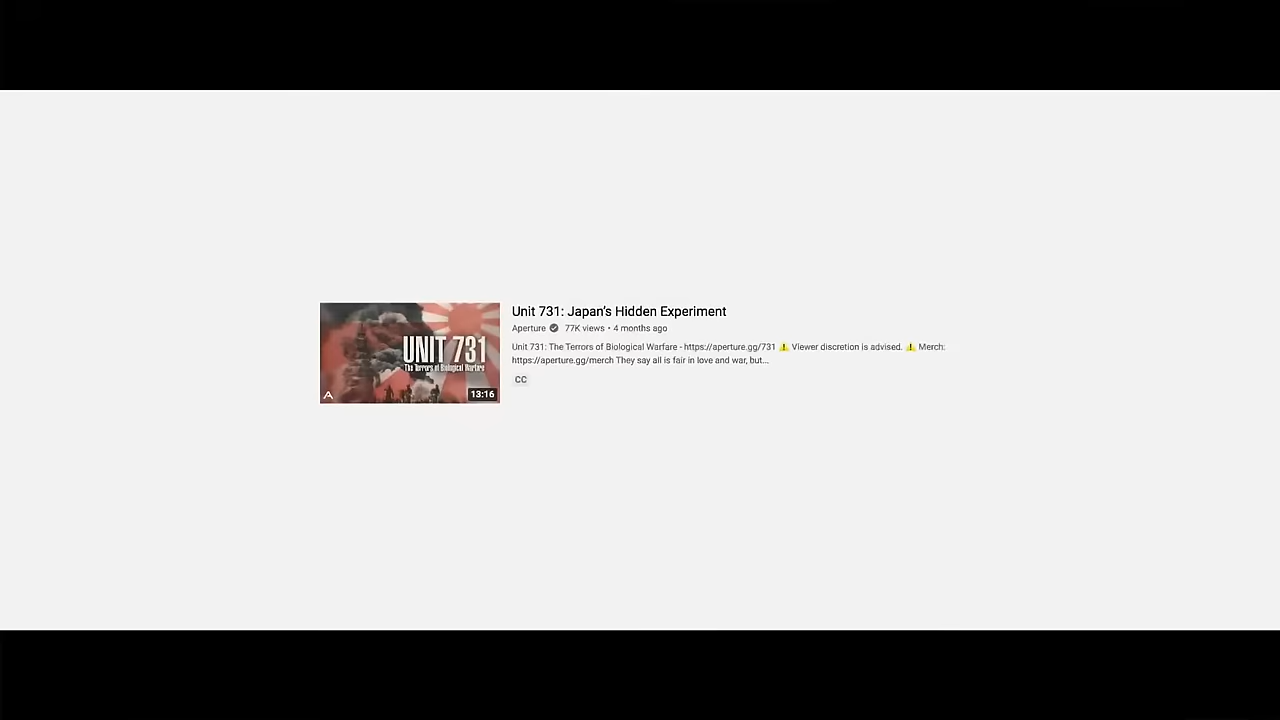 UNIT 731
The Terrors of Biological Warfare
13:16
Unit 731: Japan’s Hidden Experiment
Aperture 77K views • 4 months ago
Unit 731: The Terrors of Biological Warfare - https://aperture.gg/731 ⚠️ Viewer discretion is advised. ⚠️ Merch:
https://aperture.gg/merch They say all is fair in love and war, but...
CC